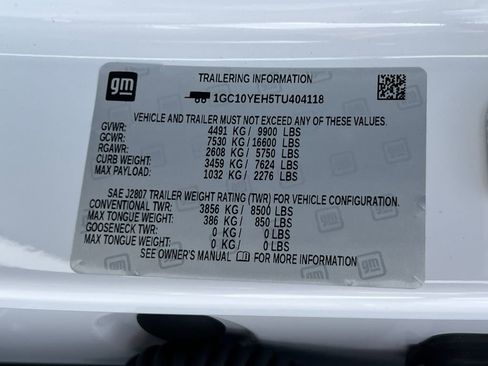 gm
TRAILERING INFORMATION
1GC10YEH5TU404118
VEHICLE AND TRAILER MUST NOT EXCEED ANY OF THESE VALUES.
GVWR: 4491 KG / 9900 LBS
GCWR: 7530 KG / 16600 LBS
RGAWR: 2608 KG / 5750 LBS
CURB WEIGHT: 3459 KG / 7624 LBS
MAX PAYLOAD: 1032 KG / 2276 LBS
SAE J2807 TRAILER WEIGHT RATING (TWR) FOR VEHICLE CONFIGURATION.
CONVENTIONAL TWR: 3856 KG / 8500 LBS
MAX TONGUE WEIGHT: 386 KG / 850 LBS
GOOSENECK TWR: 0 KG / 0 LBS
MAX TONGUE WEIGHT: 0 KG / 0 LBS
SEE OWNER'S MANUAL FOR MORE INFORMATION